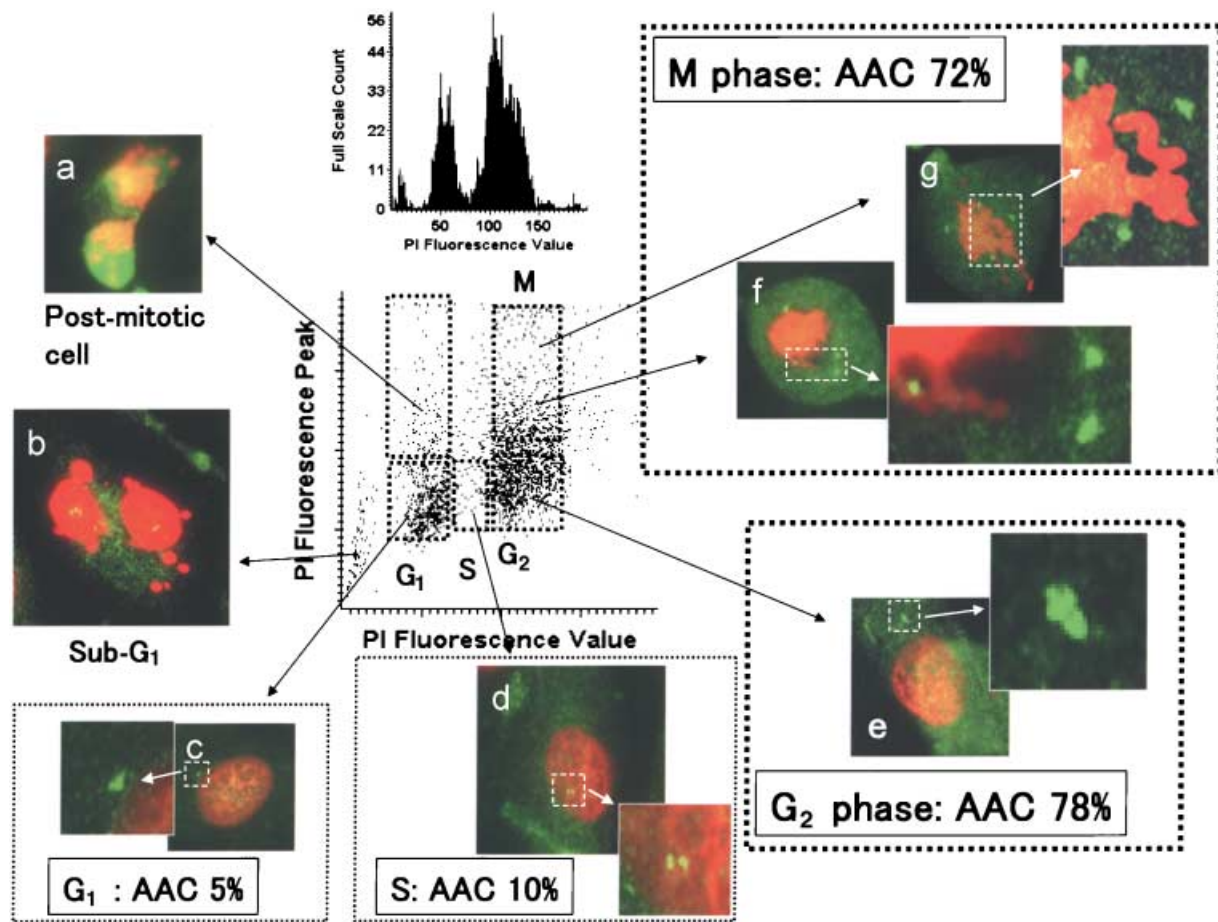 56
44
33
22
11
0
Full Scale Count
50 100 150
PI Fluorescence Value
M phase: AAC 72%
a
Post-mitotic
cell
g
f
M
PI Fluorescence Peak
G₁ S G₂
PI Fluorescence Value
b
Sub-G₁
c
G₁ : AAC 5%
d
S: AAC 10%
e
G₂ phase: AAC 78%